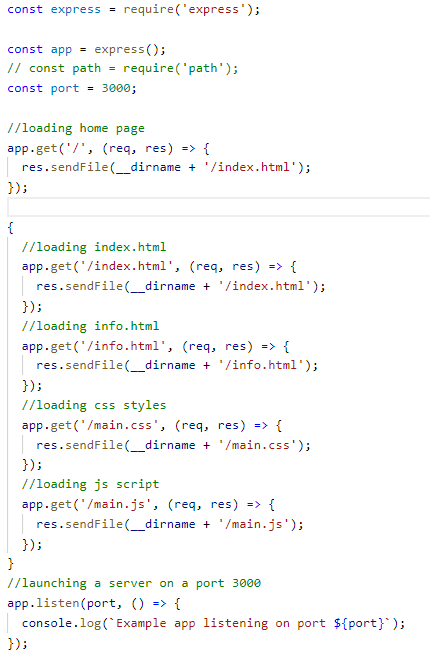 const express = require('express');
const app = express();
// const path = require('path');
const port = 3000;
//loading home page
app.get('/', (req, res) => {
  res.sendFile(__dirname + '/index.html');
});
{
  //loading index.html
  app.get('/index.html', (req, res) => {
    res.sendFile(__dirname + '/index.html');
  });
  //loading info.html
  app.get('/info.html', (req, res) => {
    res.sendFile(__dirname + '/info.html');
  });
  //loading css styles
  app.get('/main.css', (req, res) => {
    res.sendFile(__dirname + '/main.css');
  });
  //loading js script
  app.get('/main.js', (req, res) => {
    res.sendFile(__dirname + '/main.js');
  });
}
//launching a server on a port 3000
app.listen(port, () => {
  console.log(`Example app listening on port ${port}`);
});